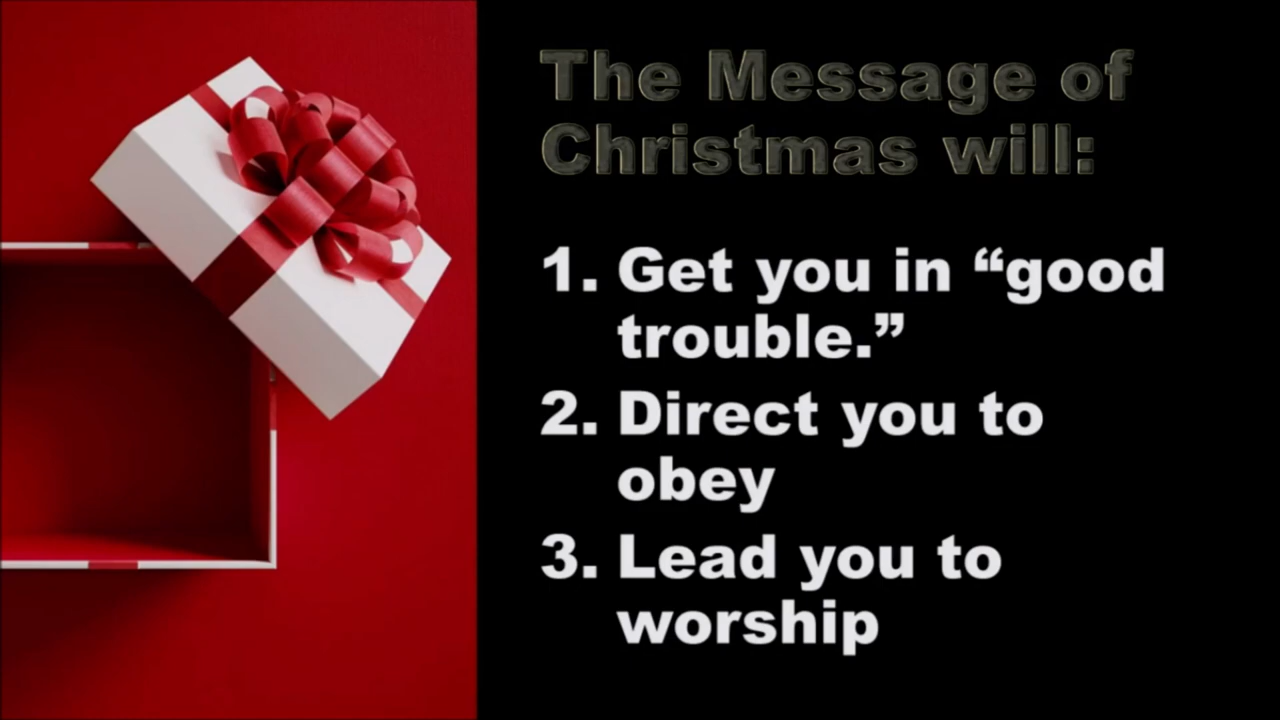 The Message of
Christmas will:
1. Get you in “good
trouble.”
2. Direct you to
obey
3. Lead you to
worship